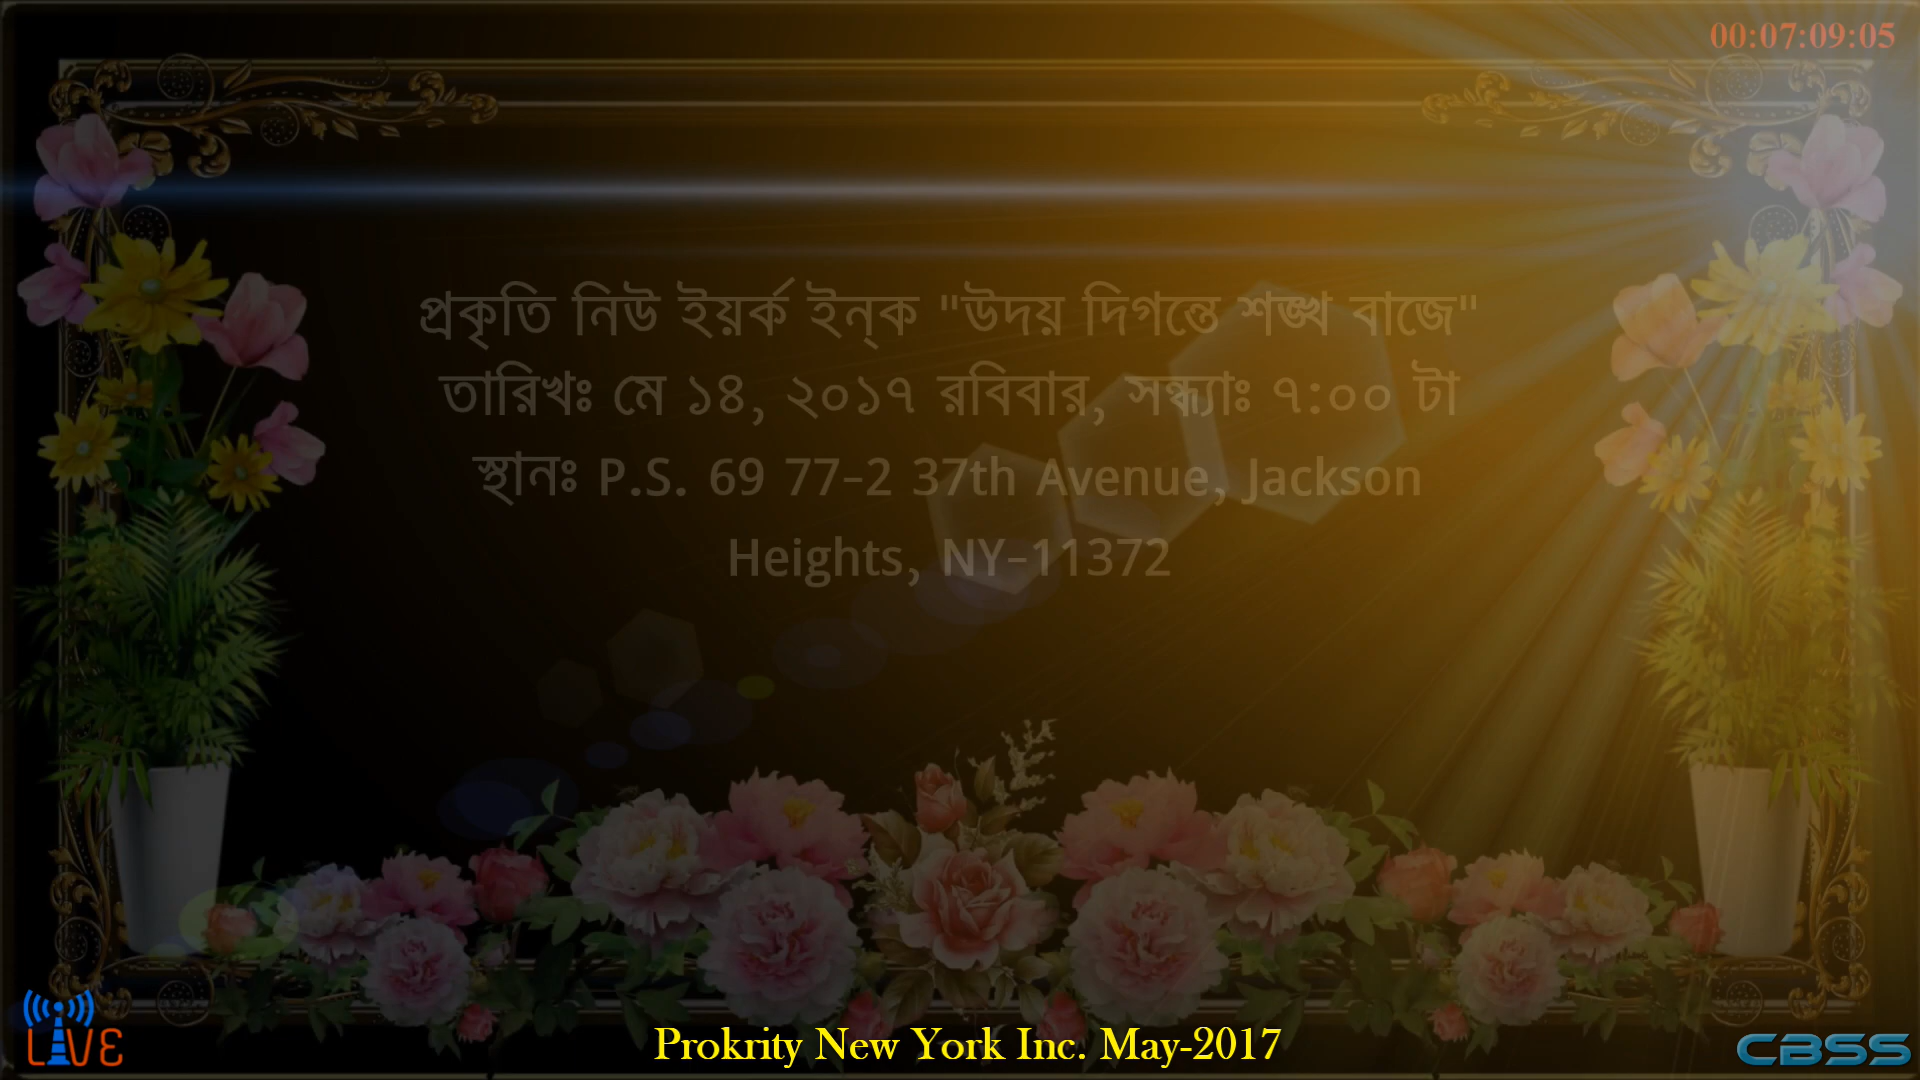 00:07:09:05
প্রকৃতি নিউ ইয়র্ক ইন্‌ক "উদয় দিগন্তে শঙ্খ বাজে"
তারিখঃ মে ১৪, ২০১৭ রবিবার, সন্ধ্যাঃ ৭:০০ টা
স্থানঃ P.S. 69 77-2 37th Avenue, Jackson
Heights, NY-11372
LIVE
Prokrity New York Inc. May-2017
CBSS